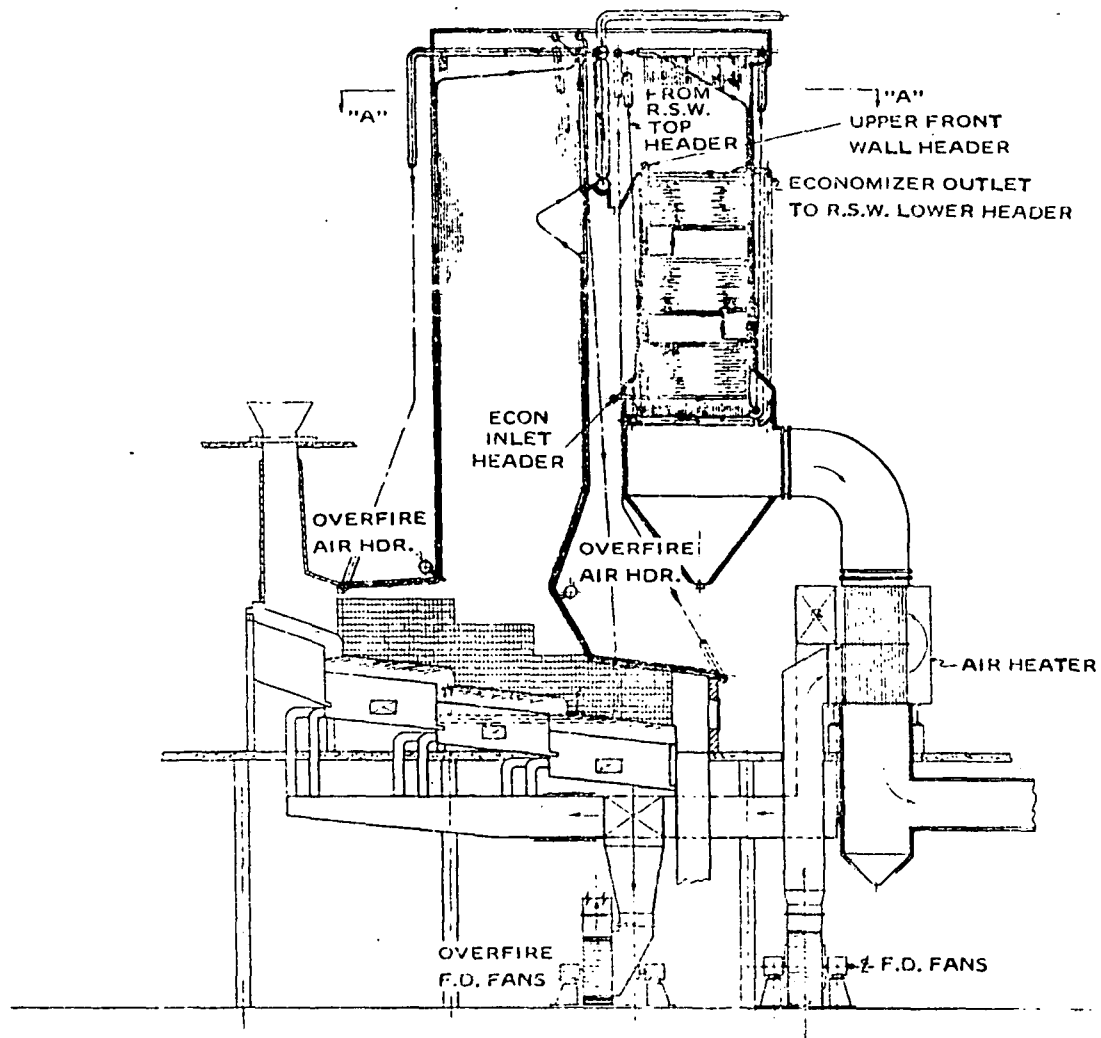 "A"
FROM
R.S.W.
TOP
HEADER
"A"
UPPER FRONT
WALL HEADER
ECONOMIZER OUTLET
TO R.S.W. LOWER HEADER
ECON
INLET
HEADER
OVERFIRE
AIR HDR.
OVERFIRE
AIR HDR.
AIR HEATER
OVERFIRE
F.D. FANS
F.D. FANS